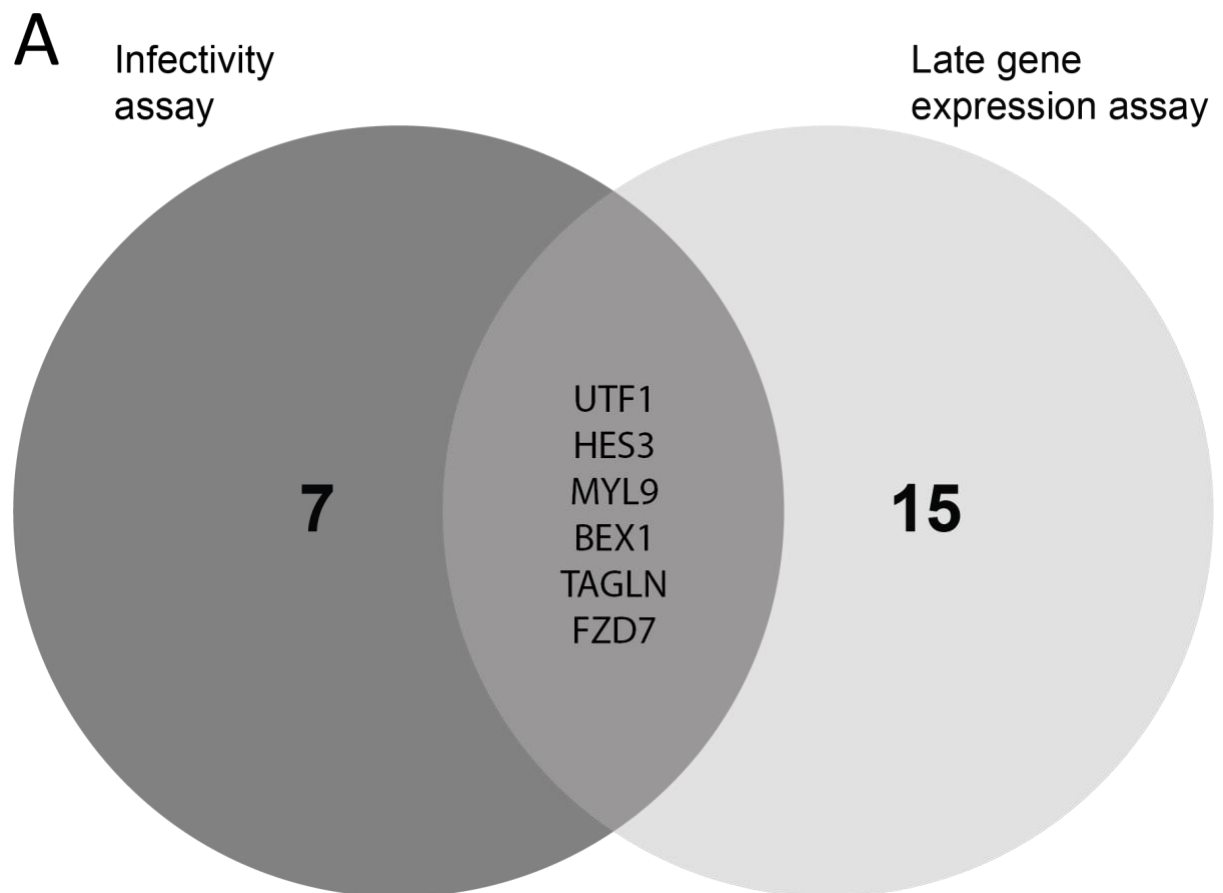 A
Infectivity
assay
Late gene
expression assay
7
UTF1
HES3
MYL9
BEX1
TAGLN
FZD7
15